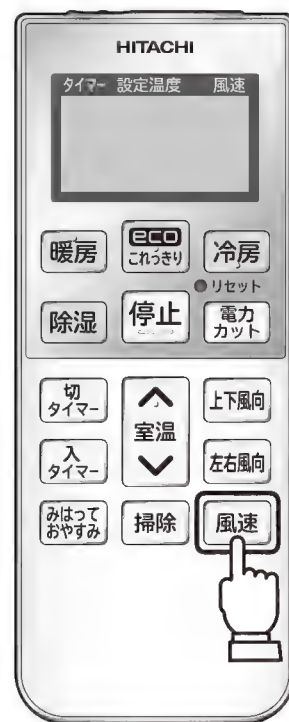 HITACHI
タイマー 設定温度 風速
暖房 eco これっきり 冷房
リセット
除湿 停止 電力カット
切タイマー 室温 上下風向
入タイマー 左右風向
みはっておやすみ 掃除 風速